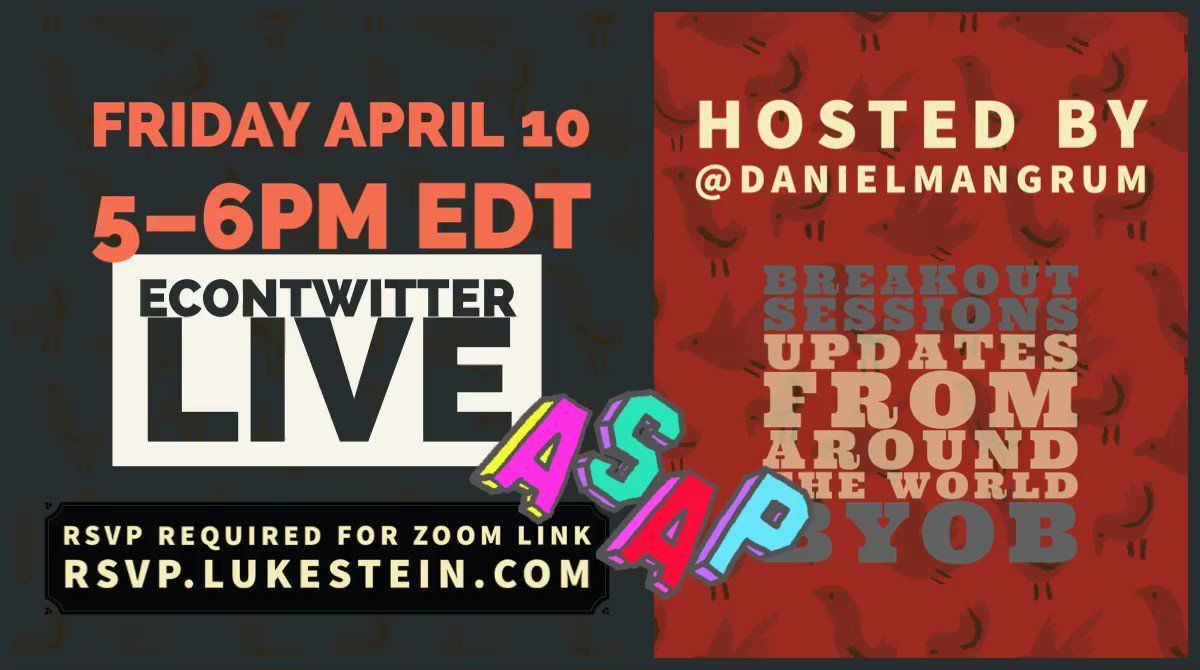 FRIDAY APRIL 10
5–6PM EDT
ECONTWITTER
LIVE
RSVP REQUIRED FOR ZOOM LINK
RSVP.LUKESTEIN.COM
ASAP
HOSTED BY
@DANIELMANGRUM
BREAKOUT
SESSIONS
UPDATES
FROM
AROUND
THE WORLD
BYOB